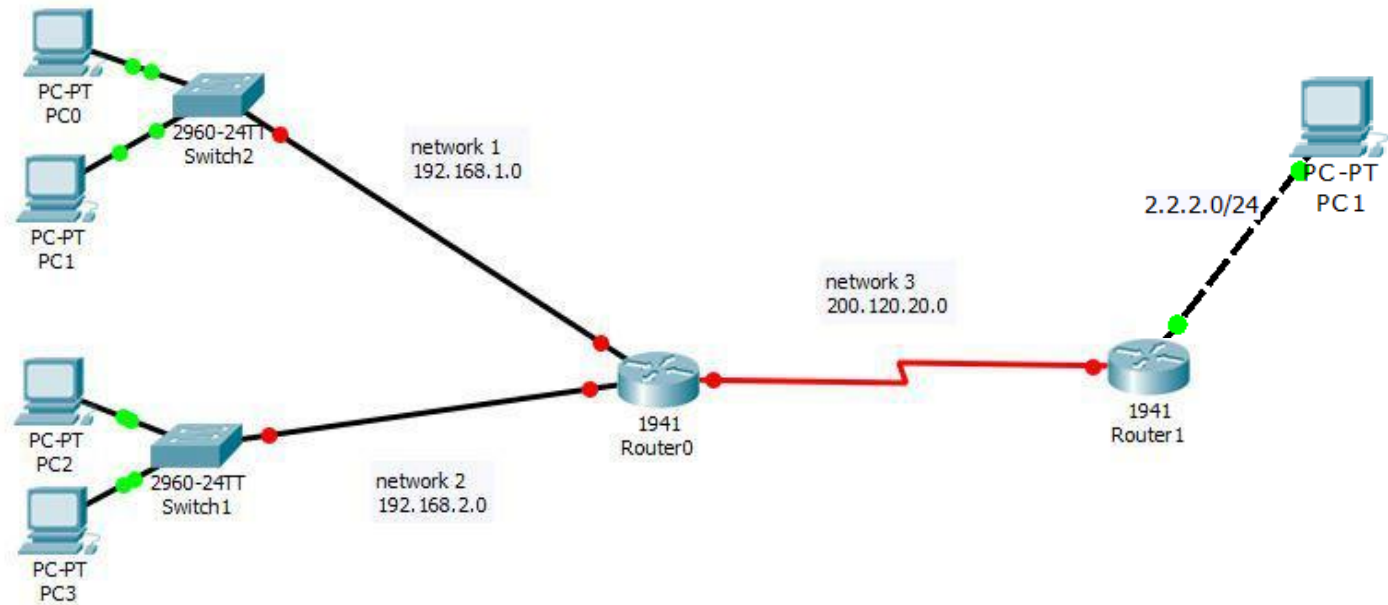 PC-PT
PC0
2960-24TT
Switch2
PC-PT
PC1
network 1
192.168.1.0
PC-PT
PC1
2.2.2.0/24
network 3
200.120.20.0
1941
Router0
1941
Router1
PC-PT
PC2
2960-24TT
Switch1
PC-PT
PC3
network 2
192.168.2.0